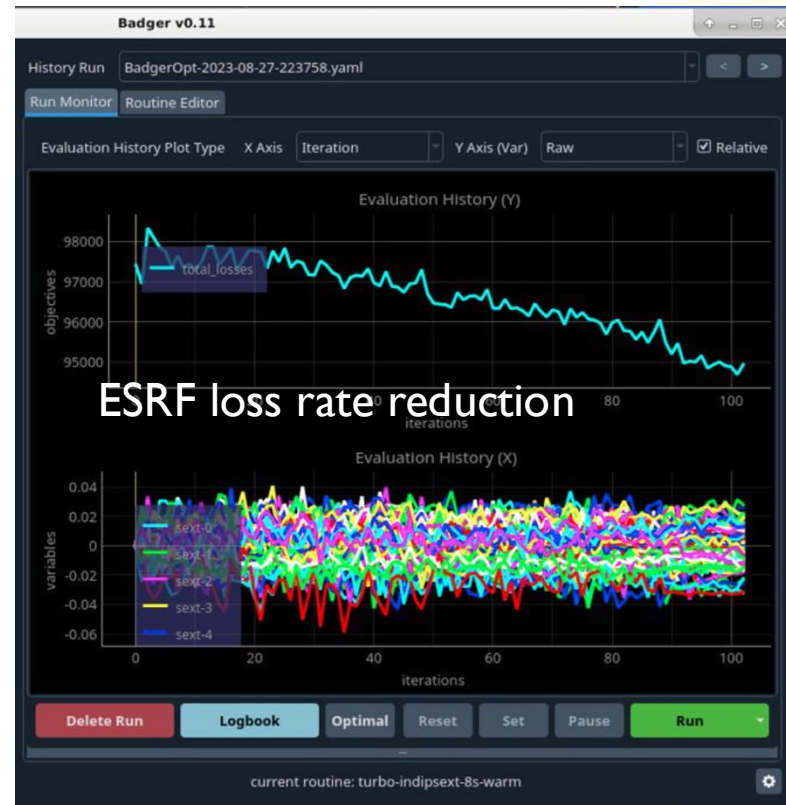 Badger v0.11
History Run BadgerOpt-2023-08-27-223758.yaml < >
Run Monitor Routine Editor
Evaluation History Plot Type X Axis Iteration Y Axis (Var) Raw Relative
Evaluation History (Y)
98000
97000
96000
95000
objectives
total_losses
ESRF loss rate reduction
0 20 80 100
iterations
Evaluation History (X)
0.04
0.02
0
-0.02
-0.04
-0.06
variables
sext-0
sext-1
sext-2
sext-3
sext-4
0 20 40 60 80 100
iterations
Delete Run Logbook Optimal Reset Set Pause Run
current routine: turbo-indipsext-8s-warm